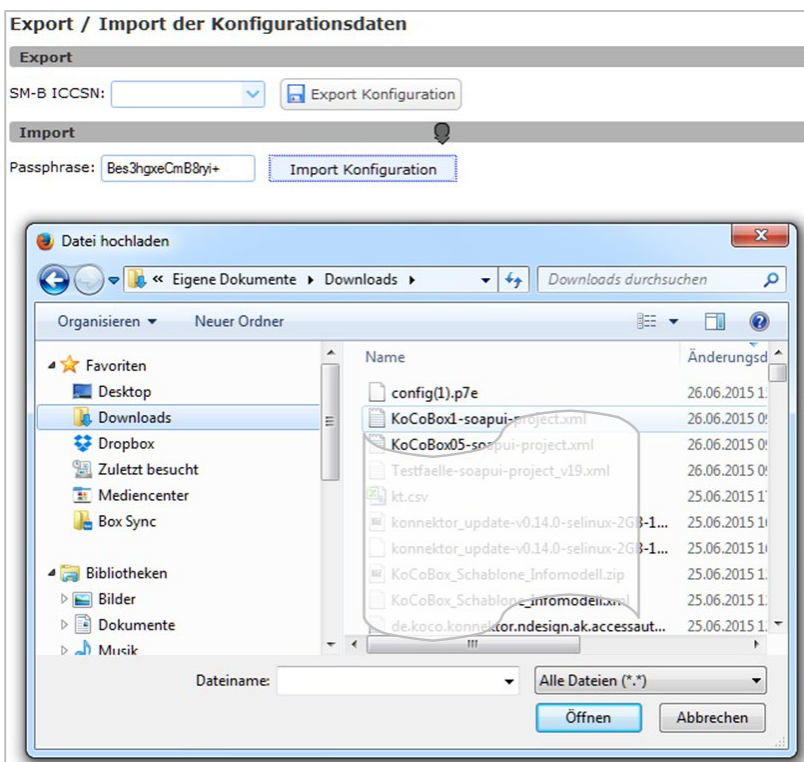 Export / Import der Konfigurationsdaten
Export
SM-B ICCSN:
Export Konfiguration
Import
Passphrase: Bes3hgxeCmB8ryi+
Import Konfiguration
Datei hochladen
« Eigene Dokumente Downloads
Downloads durchsuchen
Organisieren
Neuer Ordner
Favoriten
Desktop
Downloads
Dropbox
Zuletzt besucht
Mediencenter
Box Sync
Bibliotheken
Bilder
Dokumente
Musik
Name Änderungsd
config(1).p7e 26.06.2015
KoCoBox1-soapui-project.xml 26.06.2015
KoCoBox05-soapui-project.xml 26.06.2015
Testfaelle-soapui-project_v19.xml 26.06.2015
kt.csv 25.06.2015
konnektor_update-v0.14.0-selinux-2GB-1... 25.06.2015
konnektor_update-v0.14.0-selinux-2GB-1... 25.06.2015
KoCoBox_Schablone_Infomodell.zip 25.06.2015
KoCoBox_Schablone_Infomodell.xml 25.06.2015
de.koco.konnektor.ndesign.ak.accessaut... 25.06.2015
Dateiname:
Alle Dateien (*.*)
Öffnen
Abbrechen